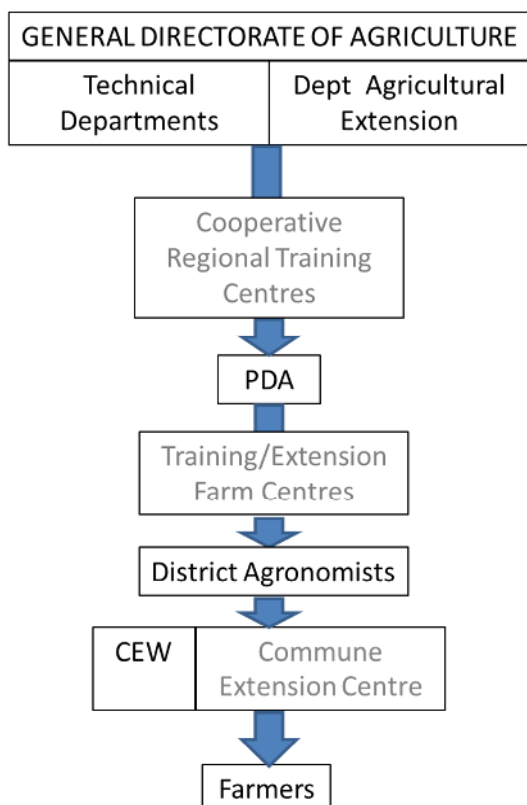 GENERAL DIRECTORATE OF AGRICULTURE
Technical
Departments
Dept Agricultural
Extension
Cooperative
Regional Training
Centres
PDA
Training/Extension
Farm Centres
District Agronomists
CEW
Commune
Extension Centre
Farmers